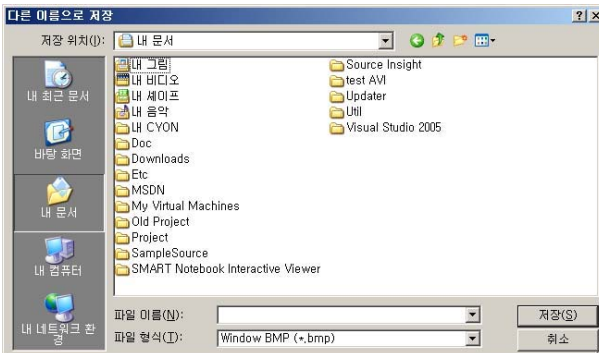 다른 이름으로 저장
저장 위치(I):
내 문서
내 최근 문서
바탕 화면
내 문서
내 컴퓨터
내 네트워크 환경
내 그림
내 비디오
내 셰이프
내 음악
내 CYON
Doc
Downloads
Etc
MSDN
My Virtual Machines
Old Project
Project
SampleSource
SMART Notebook Interactive Viewer
Source Insight
test AVI
Updater
Util
Visual Studio 2005
파일 이름(N):
저장(S)
파일 형식(T):
Window BMP (*.bmp)
취소